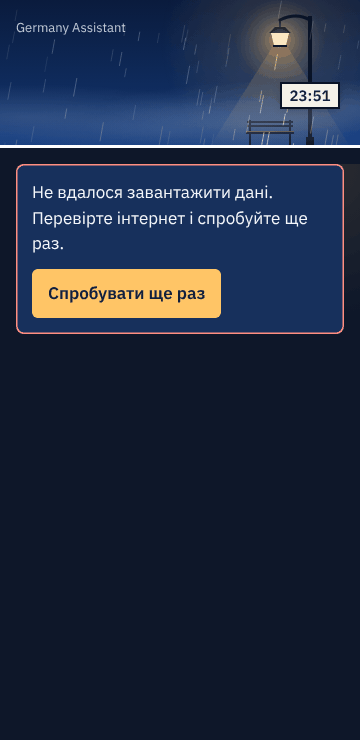 Germany Assistant
23:51
Не вдалося завантажити дані.
Перевірте інтернет і спробуйте ще
раз.
Спробувати ще раз